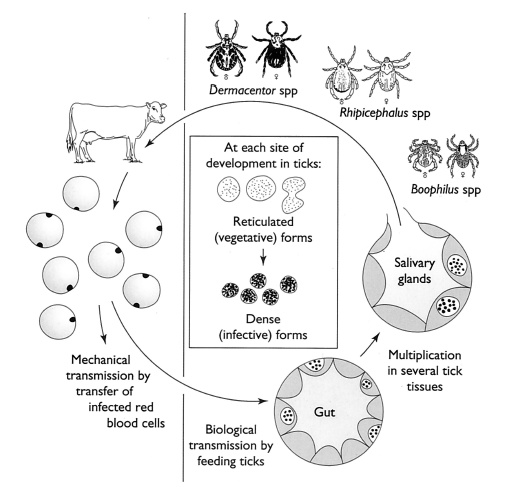 Dermacentor spp
Rhipicephalus spp
Boophilus spp
At each site of
development in ticks:
Reticulated
(vegetative) forms
Dense
(infective) forms
Salivary
glands
Multiplication
in several tick
tissues
Gut
Mechanical
transmission by
transfer of
infected red
blood cells
Biological
transmission by
feeding ticks